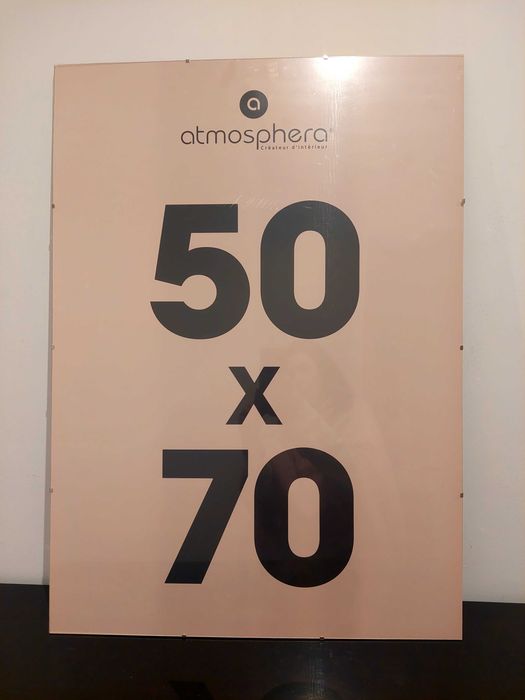 a
atmosphera
Créateur d'intérieur
50
x
70